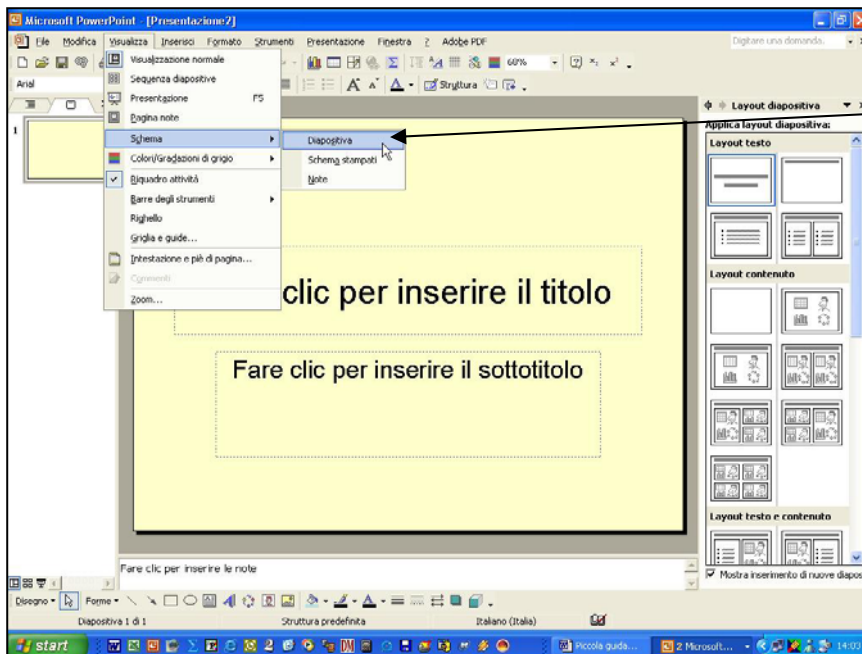 Microsoft PowerPoint - [Presentazione2]
File Modifica Visualizza Inserisci Formato Strumenti Presentazione Finestra ? Adobe PDF
Digitare una domanda.
60%
Arial
Struttura
Visualizzazione normale
Sequenza diapositive
Presentazione F5
Pagina note
Schema
Colori/Gradazioni di grigio
Riquadro attività
Barre degli strumenti
Righello
Griglia e guide...
Intestazione e piè di pagina...
Commenti
Zoom...
Diapositiva
Schema stampati
Note
1
clic per inserire il titolo
Fare clic per inserire il sottotitolo
Layout diapositiva
Applica layout diapositiva:
Layout testo
Layout contenuto
Layout testo e contenuto
Mostra inserimento di nuove diapos
Fare clic per inserire le note
Disegno Forme
Diapositiva 1 di 1 Struttura predefinita Italiano (Italia)
start Piccola guida... 2 Microsoft... 14:03